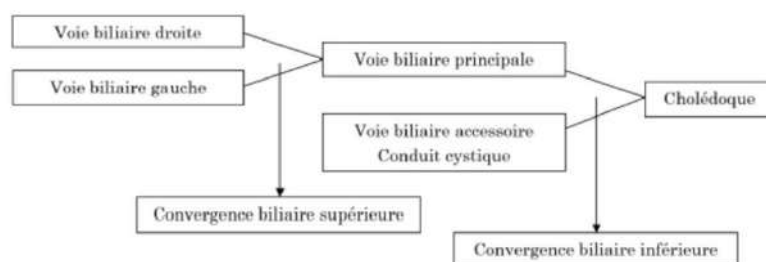 Voie biliaire droite
Voie biliaire principale
Voie biliaire gauche
Cholédoque
Voie biliaire accessoire
Conduit cystique
Convergence biliaire supérieure
Convergence biliaire inférieure